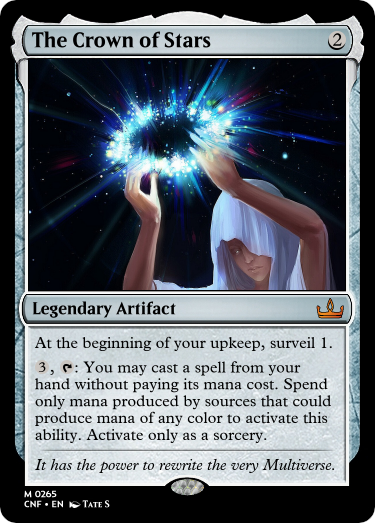 The Crown of Stars 2
Legendary Artifact
At the beginning of your upkeep, surveil 1.
3, : You may cast a spell from your
hand without paying its mana cost. Spend
only mana produced by sources that could
produce mana of any color to activate this
ability. Activate only as a sorcery.
It has the power to rewrite the very Multiverse.
M 0265
CNF • EN TATE S